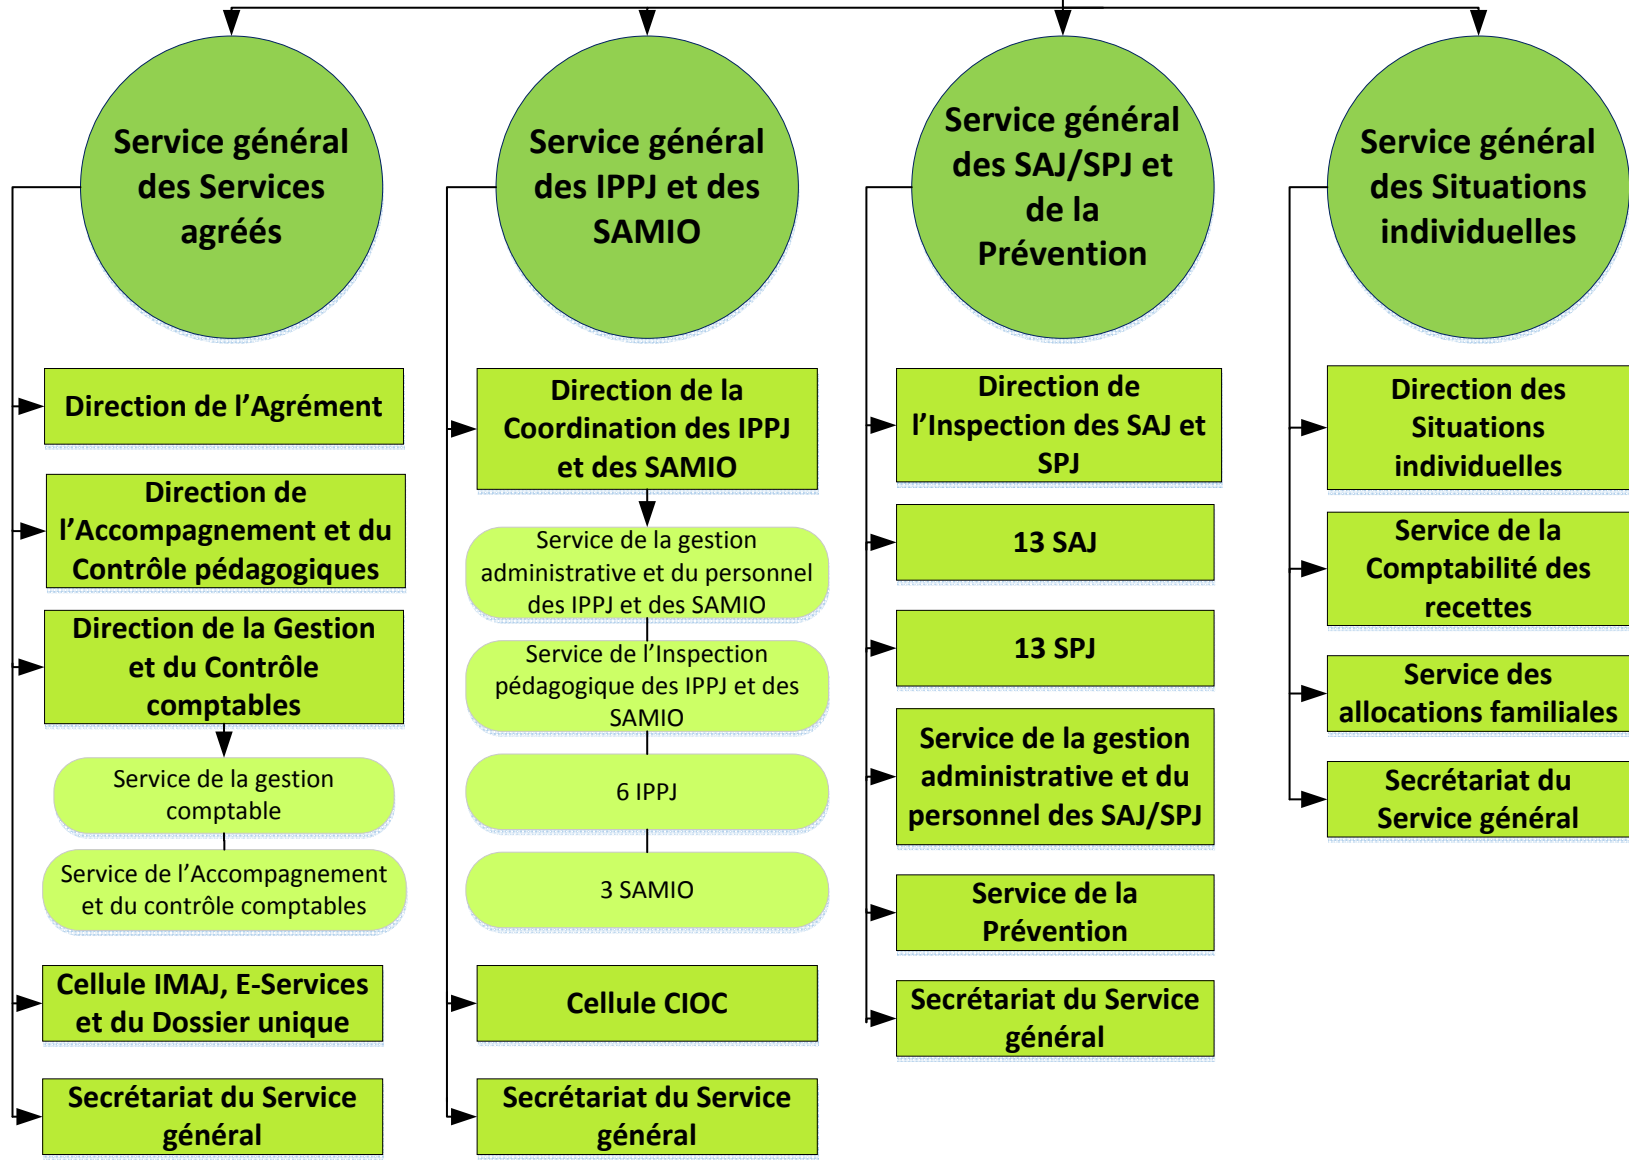 Service général
des Services
agréés
Direction de l’Agrément
Direction de
l’Accompagnement et du
Contrôle pédagogiques
Direction de la Gestion
et du Contrôle
comptables
Service de la gestion
comptable
Service de l’Accompagnement
et du contrôle comptables
Cellule IMAJ, E-Services
et du Dossier unique
Secrétariat du Service
général
Service général
des IPPJ et des
SAMIO
Direction de la
Coordination des IPPJ
et des SAMIO
Service de la gestion
administrative et du personnel
des IPPJ et des SAMIO
Service de l’Inspection
pédagogique des IPPJ et des
SAMIO
6 IPPJ
3 SAMIO
Cellule CIOC
Secrétariat du Service
général
Service général
des SAJ/SPJ et
de la
Prévention
Direction de
l’Inspection des SAJ et
SPJ
13 SAJ
13 SPJ
Service de la gestion
administrative et du
personnel des SAJ/SPJ
Service de la
Prévention
Secrétariat du Service
général
Service général
des Situations
individuelles
Direction des
Situations
individuelles
Service de la
Comptabilité des
recettes
Service des
allocations familiales
Secrétariat du
Service général